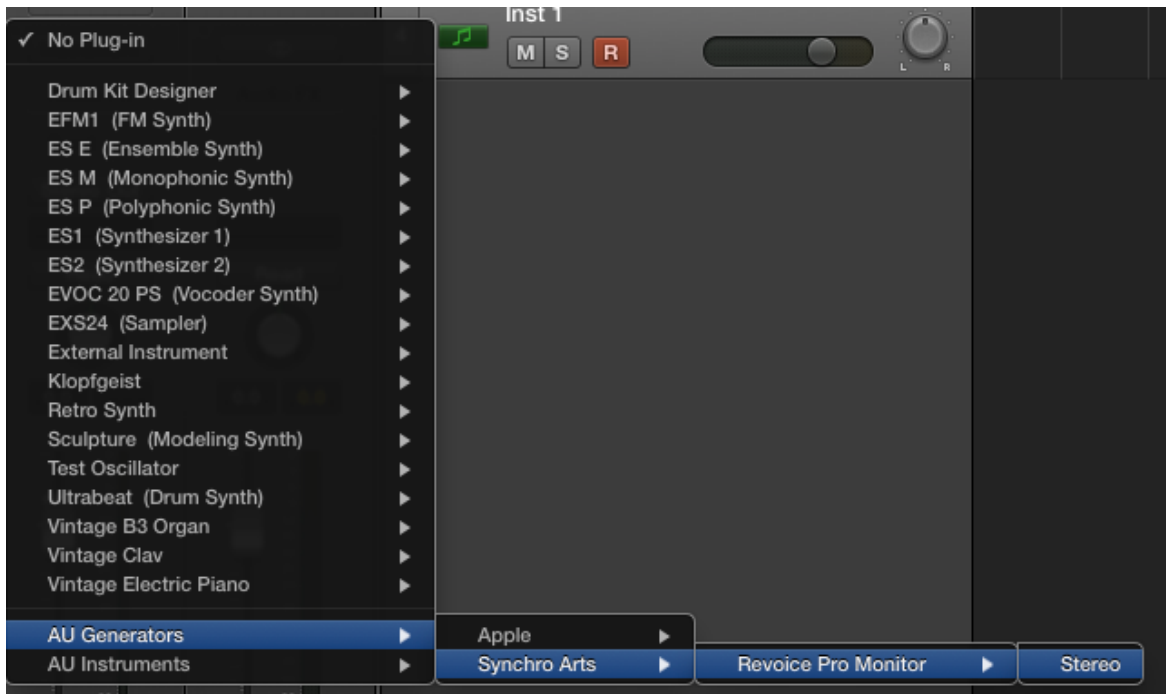 Inst 1
✓ No Plug-in
M S R
L R
Drum Kit Designer
EFM1 (FM Synth)
ES E (Ensemble Synth)
ES M (Monophonic Synth)
ES P (Polyphonic Synth)
ES1 (Synthesizer 1)
ES2 (Synthesizer 2)
EVOC 20 PS (Vocoder Synth)
EXS24 (Sampler)
External Instrument
Klopfgeist
Retro Synth
Sculpture (Modeling Synth)
Test Oscillator
Ultrabeat (Drum Synth)
Vintage B3 Organ
Vintage Clav
Vintage Electric Piano
AU Generators
Apple
AU Instruments
Synchro Arts
Revoice Pro Monitor
Stereo